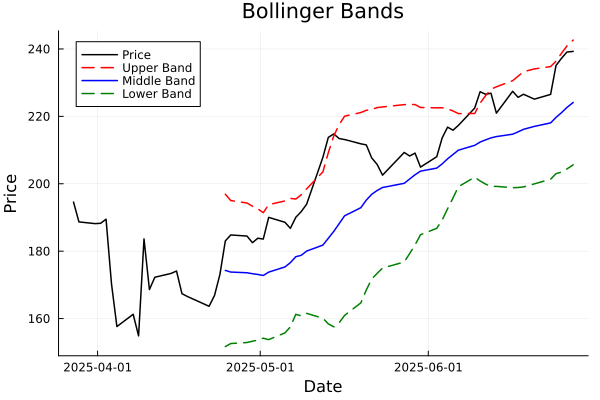 Bollinger Bands
Price
Upper Band
Middle Band
Lower Band
240
220
200
180
160
Price
2025-04-01
2025-05-01
2025-06-01
Date